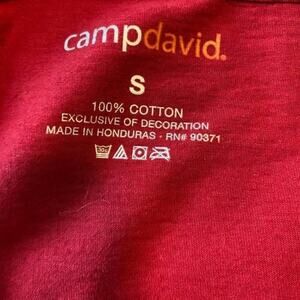 campdavid.
S
100% COTTON
EXCLUSIVE OF DECORATION
MADE IN HONDURAS - RN# 90371